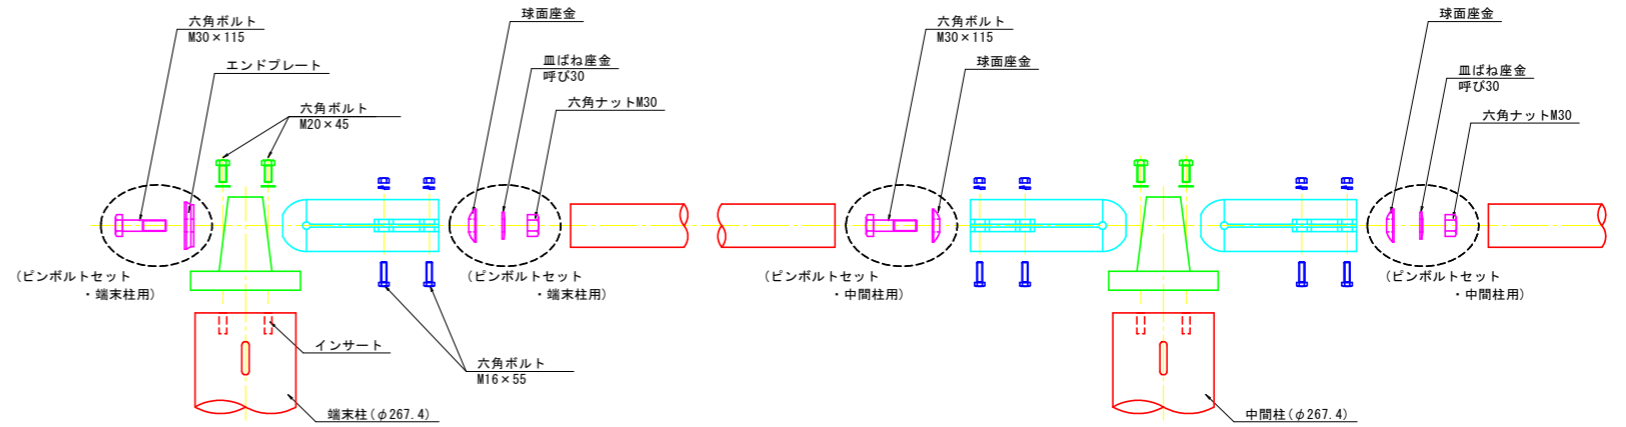 六角ボルト
M30×115
エンドプレート
六角ボルト
M20×45
球面座金
皿ばね座金
呼び30
六角ナットM30
(ピンボルトセット
・端末柱用)
(ピンボルトセット
・端末柱用)
インサート
六角ボルト
M16×55
端末柱(φ267.4)
六角ボルト
M30×115
球面座金
球面座金
皿ばね座金
呼び30
六角ナットM30
(ピンボルトセット
・中間柱用)
(ピンボルトセット
・中間柱用)
中間柱(φ267.4)